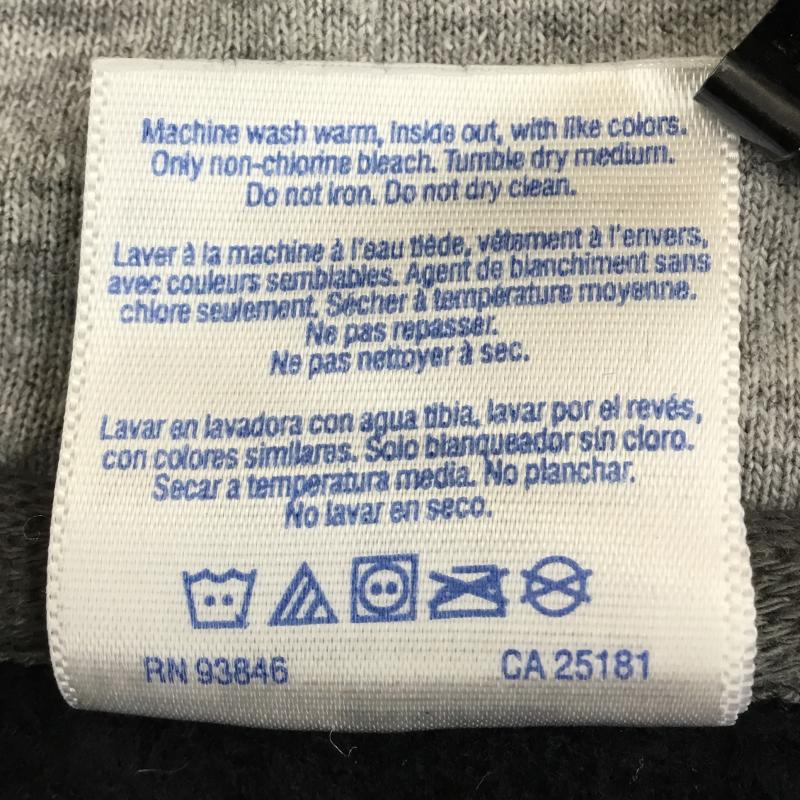 Machine wash warm, inside out, with like colors.
Only non-chlorine bleach. Tumble dry medium.
Do not iron. Do not dry clean.
Laver à la machine à l'eau tiède, vêtement à l'envers,
avec couleurs semblables. Agent de blanchiment sans
chlore seulement. Sécher à température moyenne.
Ne pas repasser.
Ne pas nettoyer à sec.
Lavar en lavadora con agua tibia, lavar por el revés,
con colores similares. Solo blanqueador sin cloro.
Secar a temperatura media. No planchar.
No lavar en seco.
RN 93846 CA 25181